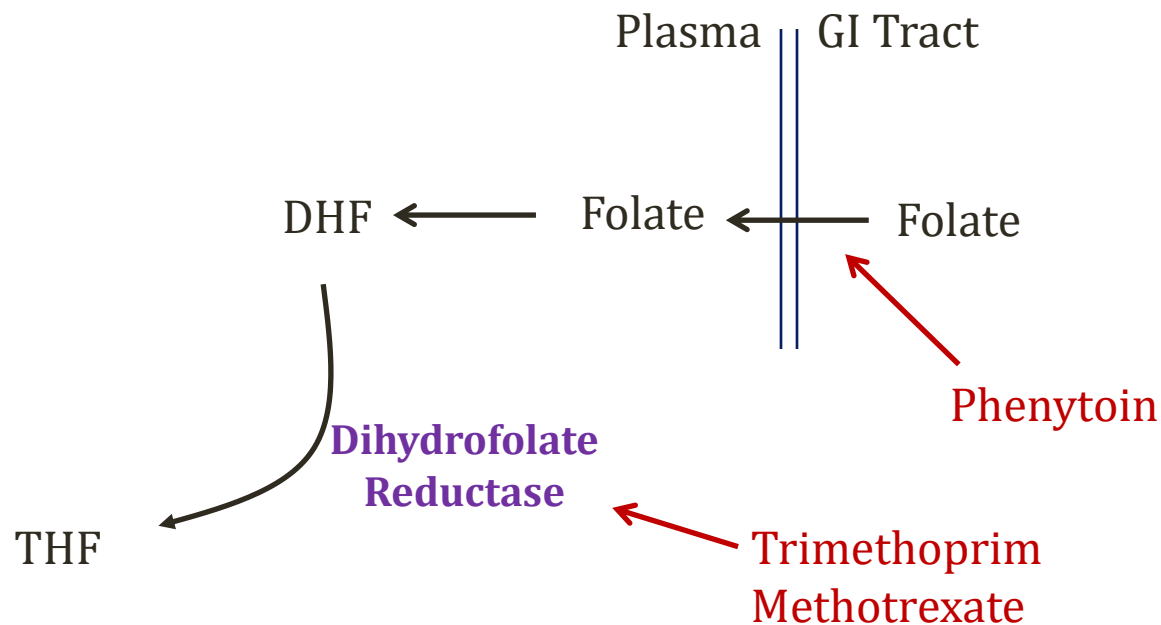 Plasma GI Tract
DHF Folate Folate
Phenytoin
Dihydrofolate
Reductase
THF
Trimethoprim
Methotrexate